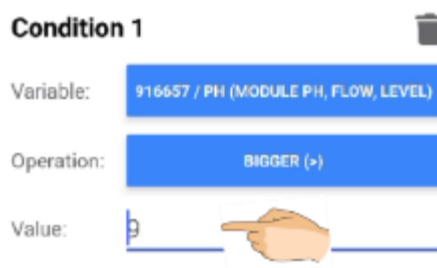 Condition 1
Variable: 916657 / PH (MODULE PH, FLOW, LEVEL)
Operation: BIGGER (>)
Value: 9